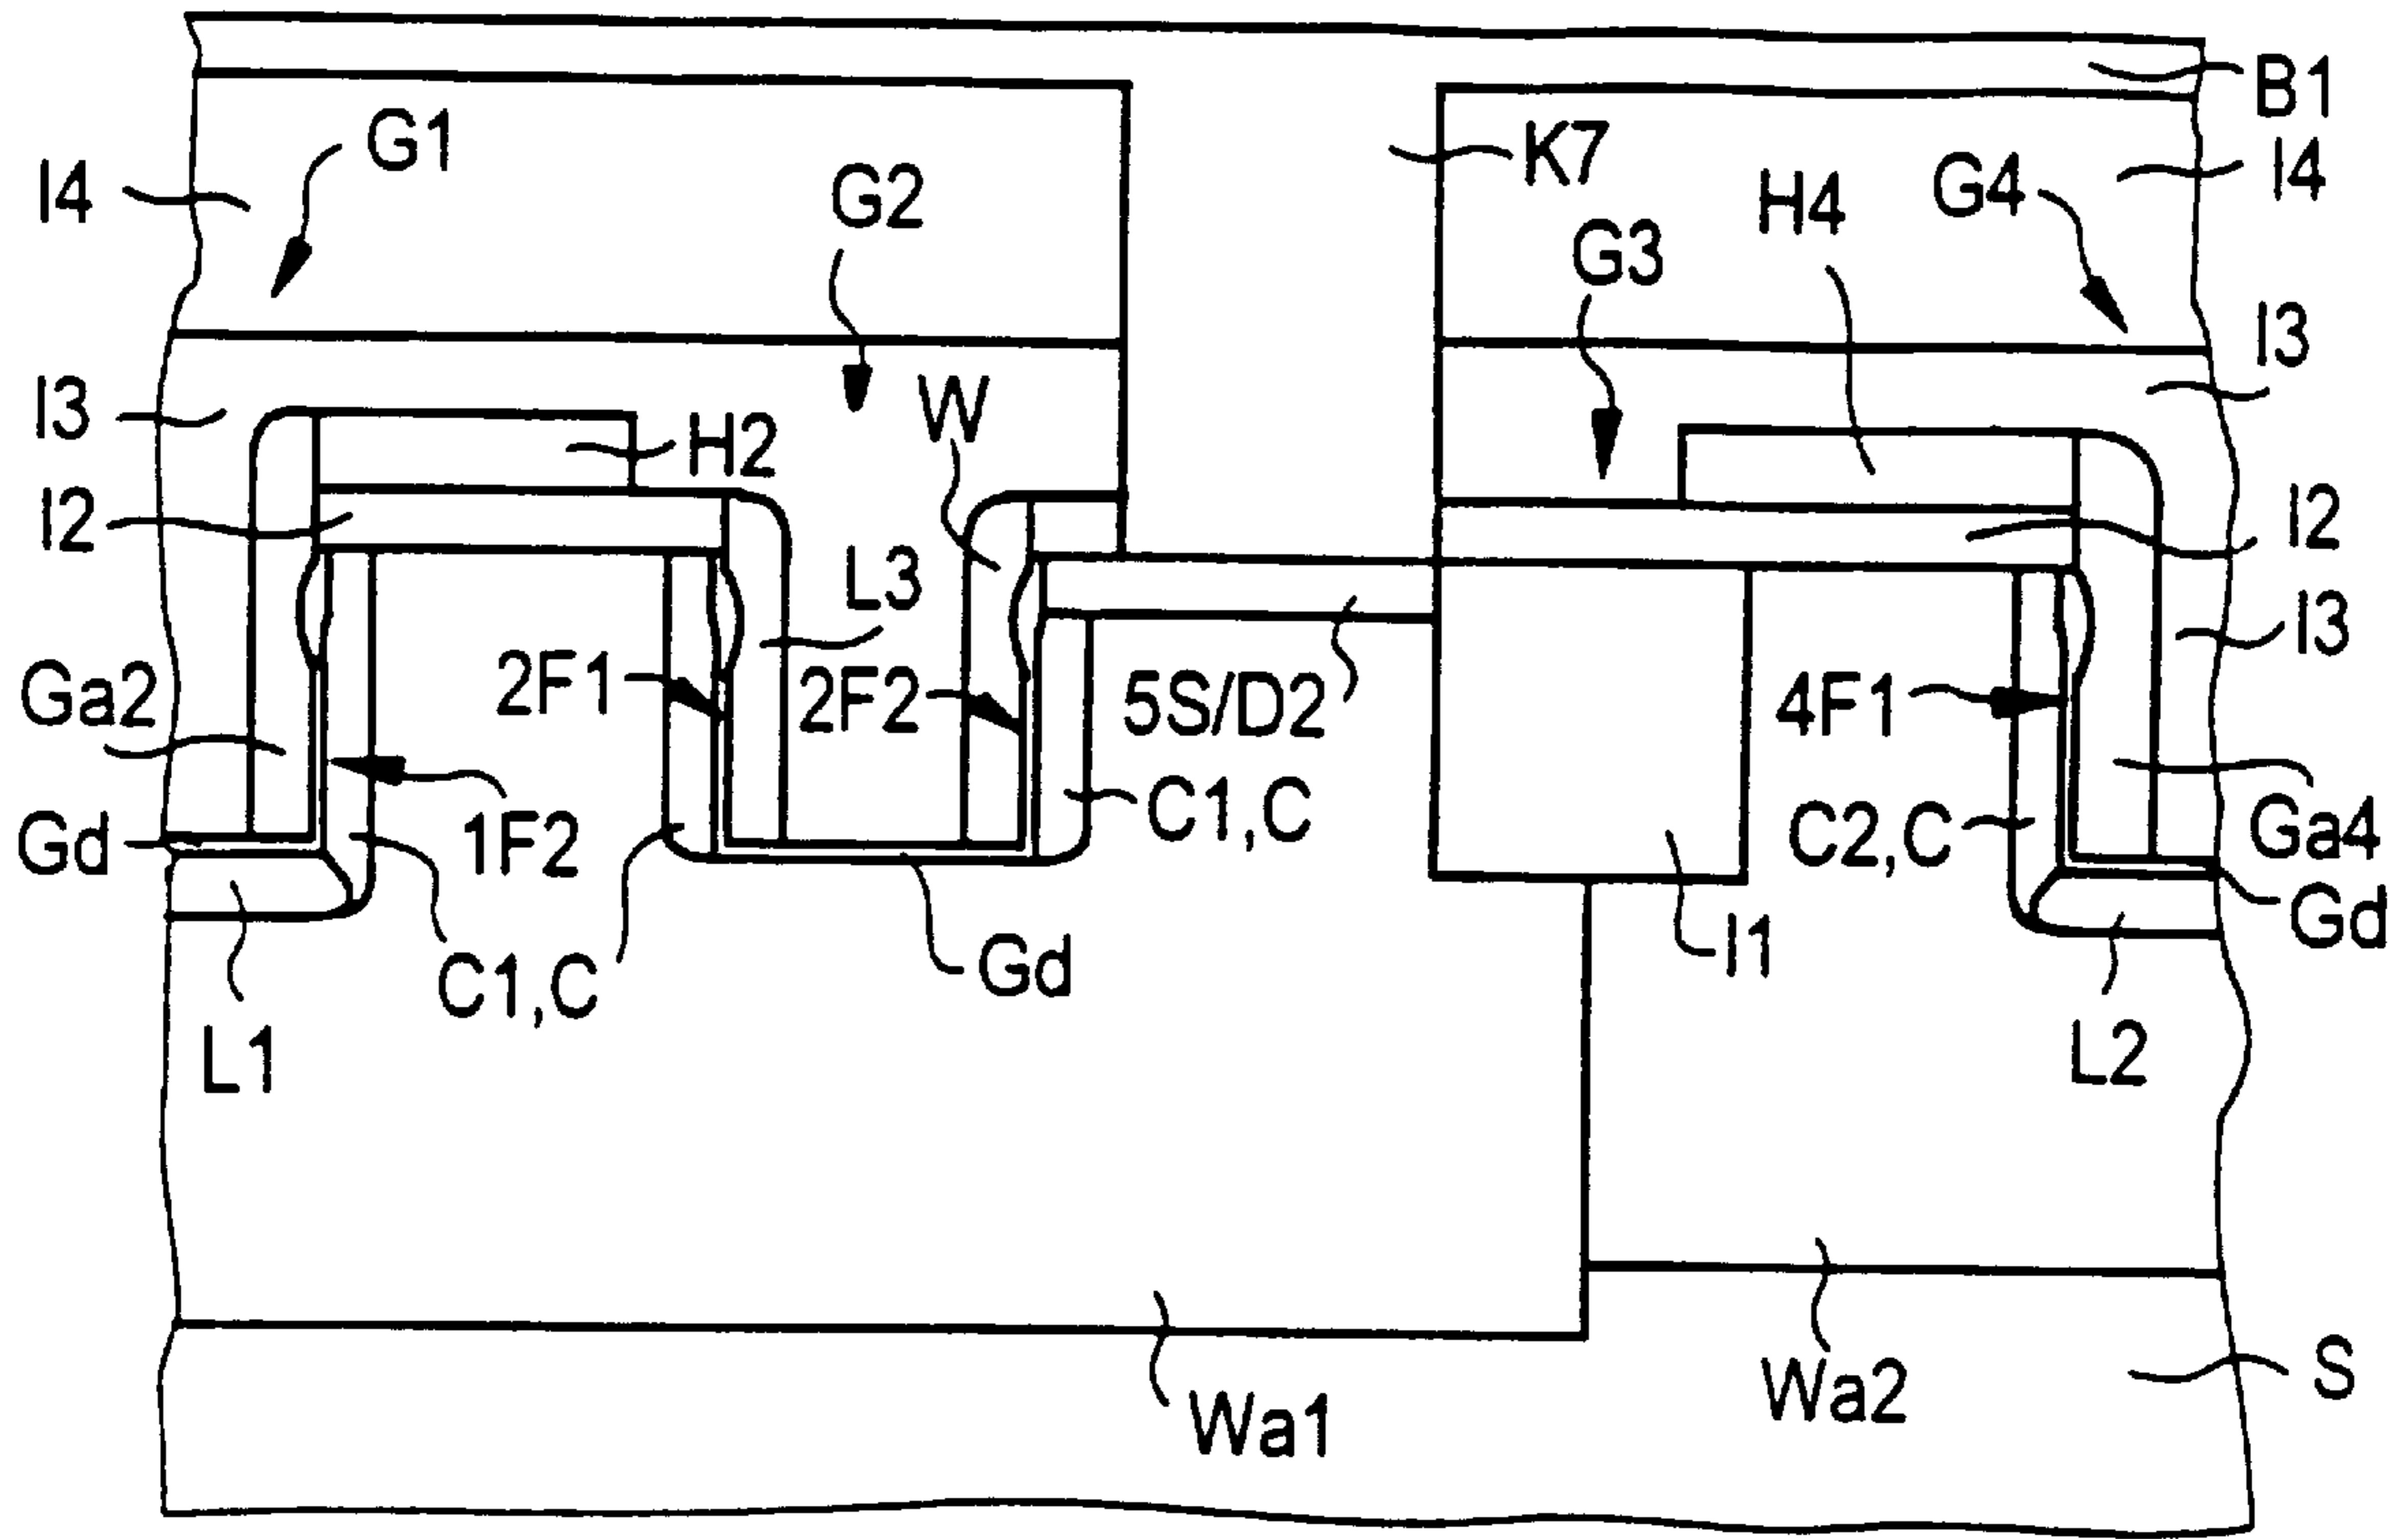 B1
G1
K7
I4
G2
H4
G4
I4
G3
I3
I3
W
H2
I2
I2
L3
I3
Ga2
2F1
2F2
5S/D2
4F1
C1,C
Gd
1F2
C2,C
Ga4
Gd
C1,C
Gd
I1
L1
L2
Wa1
Wa2
S